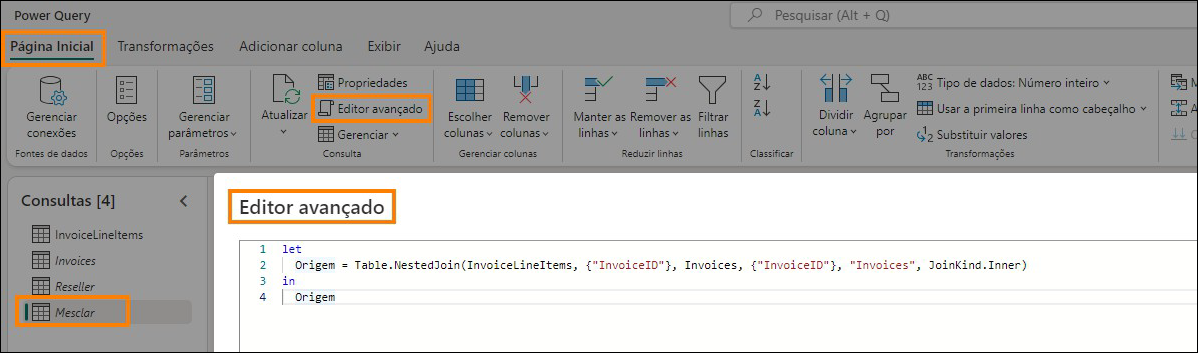 Power Query
Pesquisar (Alt + Q)
Página Inicial Transformações Adicionar coluna Exibir Ajuda
Gerenciar conexões
Fontes de dados
Opções
Opções
Gerenciar parâmetros
Parâmetros
Atualizar
Propriedades
Editor avançado
Gerenciar
Consulta
Escolher colunas
Remover colunas
Gerenciar colunas
Manter as linhas
Remover as linhas
Filtrar linhas
Reduzir linhas
A
Z
Z
A
Classificar
Dividir coluna
Agrupar por
ABC
123
Tipo de dados: Número inteiro
Usar a primeira linha como cabeçalho
1
2
Substituir valores
Transformações
Consultas [4]
InvoiceLineItems
Invoices
Reseller
Mesclar
Editor avançado
1 let
2 Origem = Table.NestedJoin(InvoiceLineItems, {"InvoiceID"}, Invoices, {"InvoiceID"}, "Invoices", JoinKind.Inner)
3 in
4 Origem